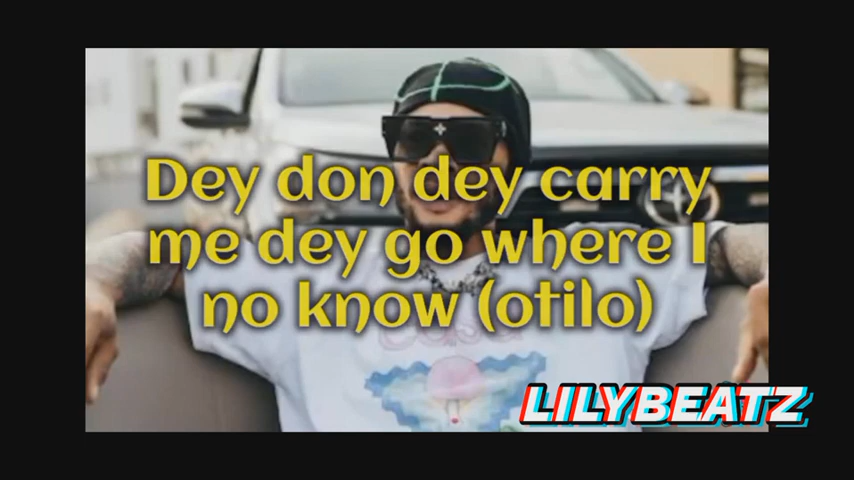 Dey don dey carry
me dey go where I
no know (otilo)
LILYBEATZ